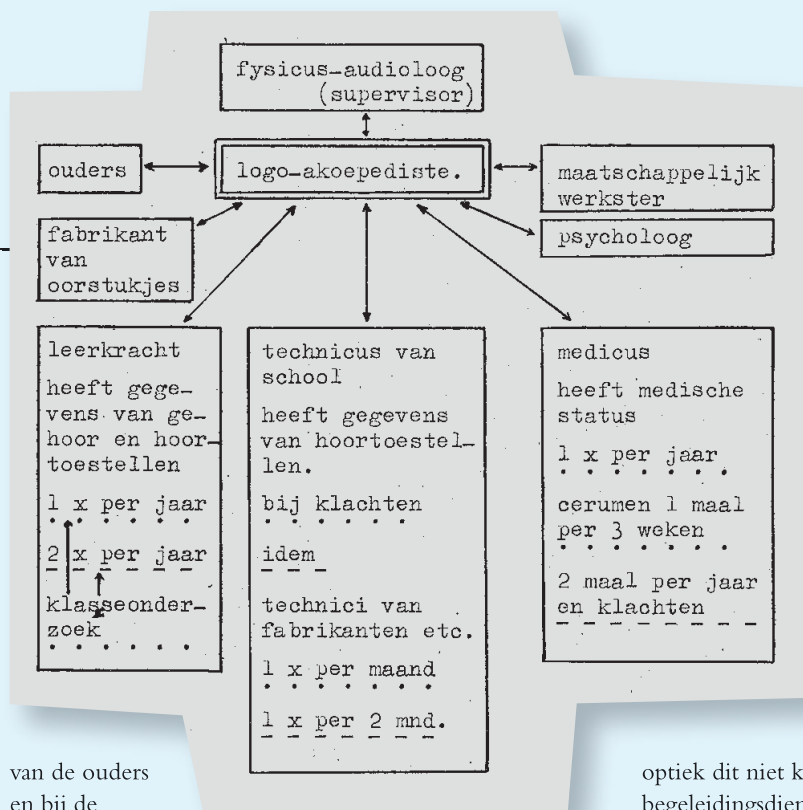 fysicus-audioloog
(supervisor)
ouders
logo-akoepediste.
maatschappelijk
werkster
fabrikant
van
oorstukjes
psycholoog
leerkracht
heeft gege-
vens van ge-
hoor en hoor-
toestellen
1 x per jaar
2 x per jaar
klasseonder-
zoek
technicus van
school
heeft gegevens
van hoortoestel-
len.
bij klachten
idem
technici van
fabrikanten etc.
1 x per maand
1 x per 2 mnd.
medicus
heeft medische
status
1 x per jaar
cerumen 1 maal
per 3 weken
2 maal per jaar
en klachten
van de ouders
en bij de
optiek dit niet k
begeleidingsdien